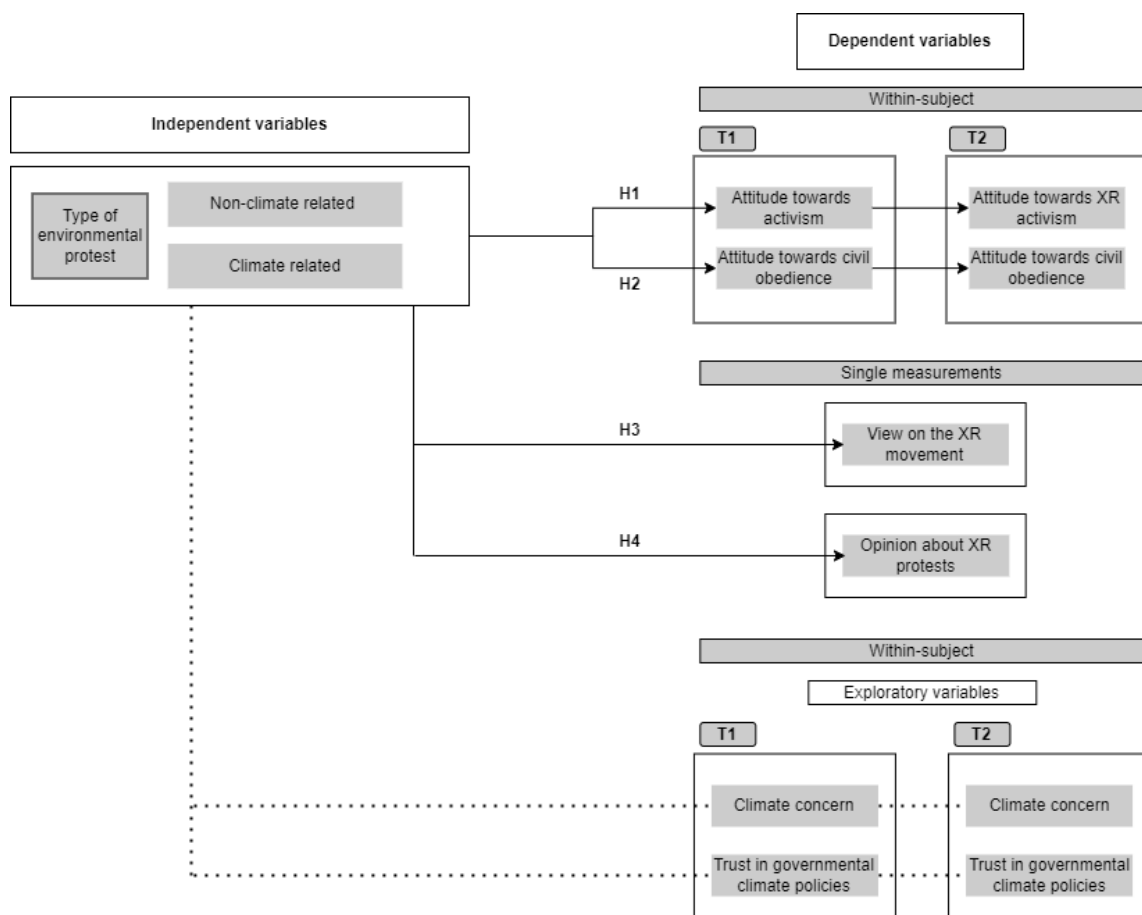 Dependent variables
Within-subject
Independent variables
T1
T2
Type of
environmental
protest
Non-climate related
Climate related
H1
H2
Attitude towards
activism
Attitude towards XR
activism
Attitude towards civil
obedience
Attitude towards civil
obedience
Single measurements
H3
View on the XR
movement
H4
Opinion about XR
protests
Within-subject
Exploratory variables
T1
T2
Climate concern
Climate concern
Trust in governmental
climate policies
Trust in governmental
climate policies